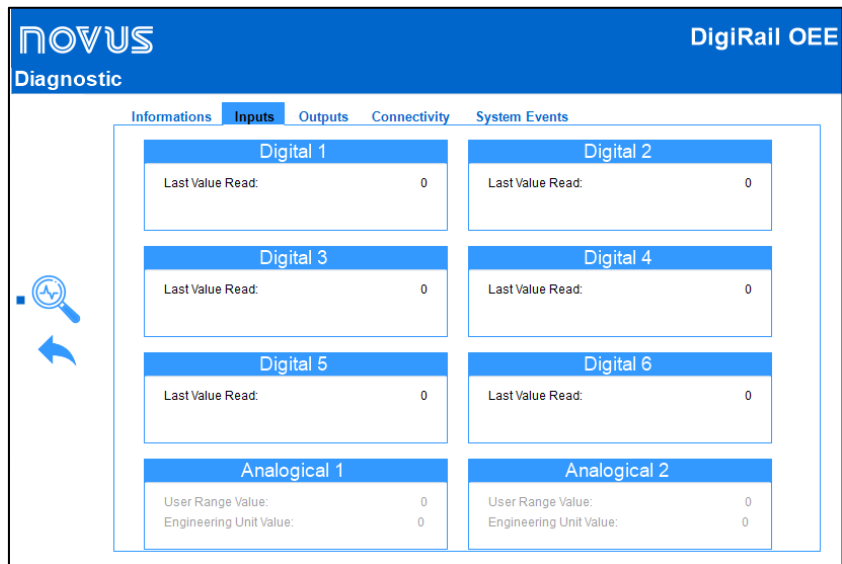 novus
DigiRail OEE
Diagnostic
Informations Inputs Outputs Connectivity System Events
Digital 1
Last Value Read: 0
Digital 2
Last Value Read: 0
Digital 3
Last Value Read: 0
Digital 4
Last Value Read: 0
Digital 5
Last Value Read: 0
Digital 6
Last Value Read: 0
Analogical 1
User Range Value: 0
Engineering Unit Value: 0
Analogical 2
User Range Value: 0
Engineering Unit Value: 0